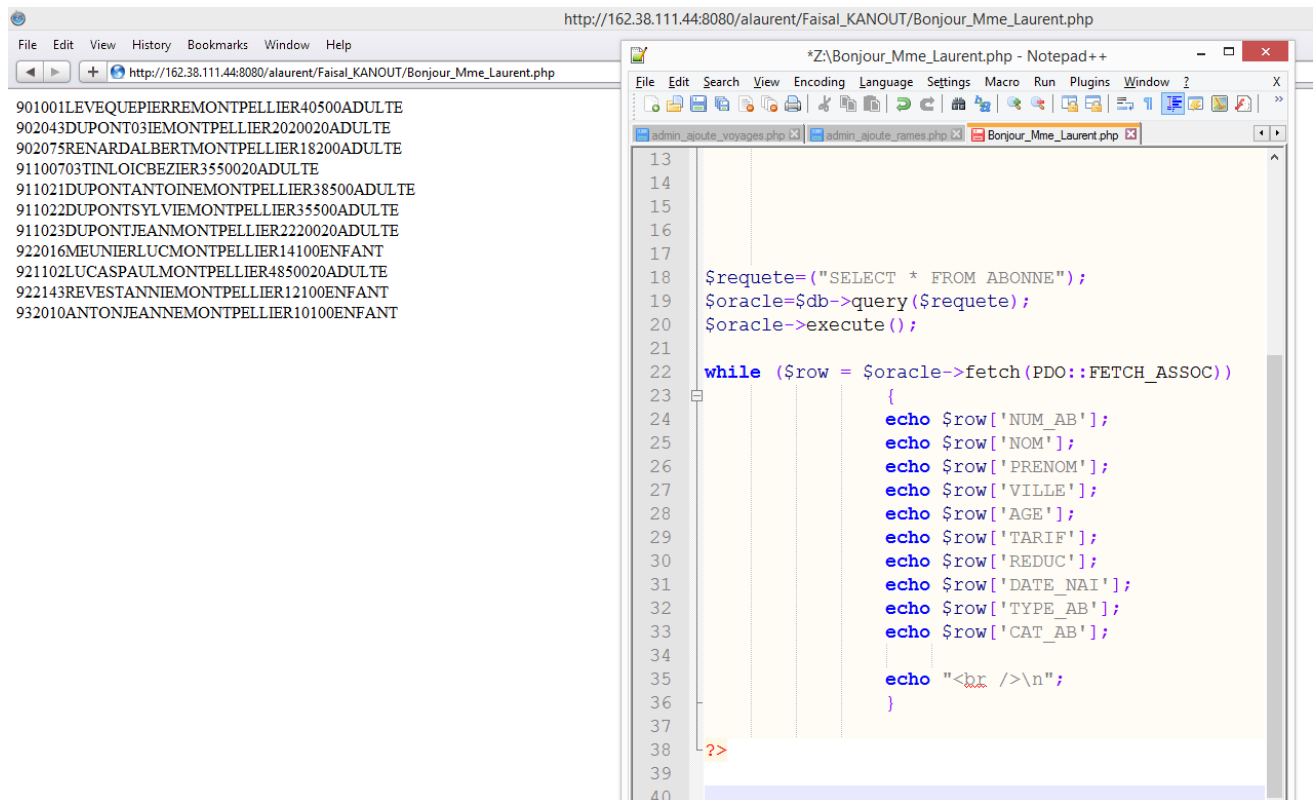 http://162.38.111.44:8080/alaurent/Faisal_KANOUT/Bonjour_Mme_Laurent.php
File Edit View History Bookmarks Window Help
http://162.38.111.44:8080/alaurent/Faisal_KANOUT/Bonjour_Mme_Laurent.php
901001LEVEQUEPIERREMONTPELLIER40500ADULTE
902043DUPONT03IEMONTPELLIER2020020ADULTE
902075RENARDALBERTMONTPELLIER18200ADULTE
91100703TINLOICBEZIER3550020ADULTE
911021DUPONTANTOINEMONTPELLIER38500ADULTE
911022DUPONTSYLVIEMONTPELLIER35500ADULTE
911023DUPONTJEANMONTPELLIER2220020ADULTE
922016MEUNIERLUCMONTPELLIER14100ENFANT
921102LUCASPAULMONTPELLIER4850020ADULTE
922143REVESTANNIEMONTPELLIER12100ENFANT
932010ANTONJEANNEMONTPELLIER10100ENFANT
*Z:\Bonjour_Mme_Laurent.php - Notepad++
File Edit Search View Encoding Language Settings Macro Run Plugins Window ? X
admin_ajoute_voyages.php admin_ajoute_rames.php Bonjour_Mme_Laurent.php
13
14
15
16
17
18 $requete=("SELECT * FROM ABONNE");
19 $oracle=$db->query($requete);
20 $oracle->execute();
21
22 while ($row = $oracle->fetch(PDO::FETCH_ASSOC))
23 {
24 echo $row['NUM_AB'];
25 echo $row['NOM'];
26 echo $row['PRENOM'];
27 echo $row['VILLE'];
28 echo $row['AGE'];
29 echo $row['TARIF'];
30 echo $row['REDUC'];
31 echo $row['DATE_NAI'];
32 echo $row['TYPE_AB'];
33 echo $row['CAT_AB'];
34
35 echo "<br />\n";
36 }
37
38 ?>
39
40